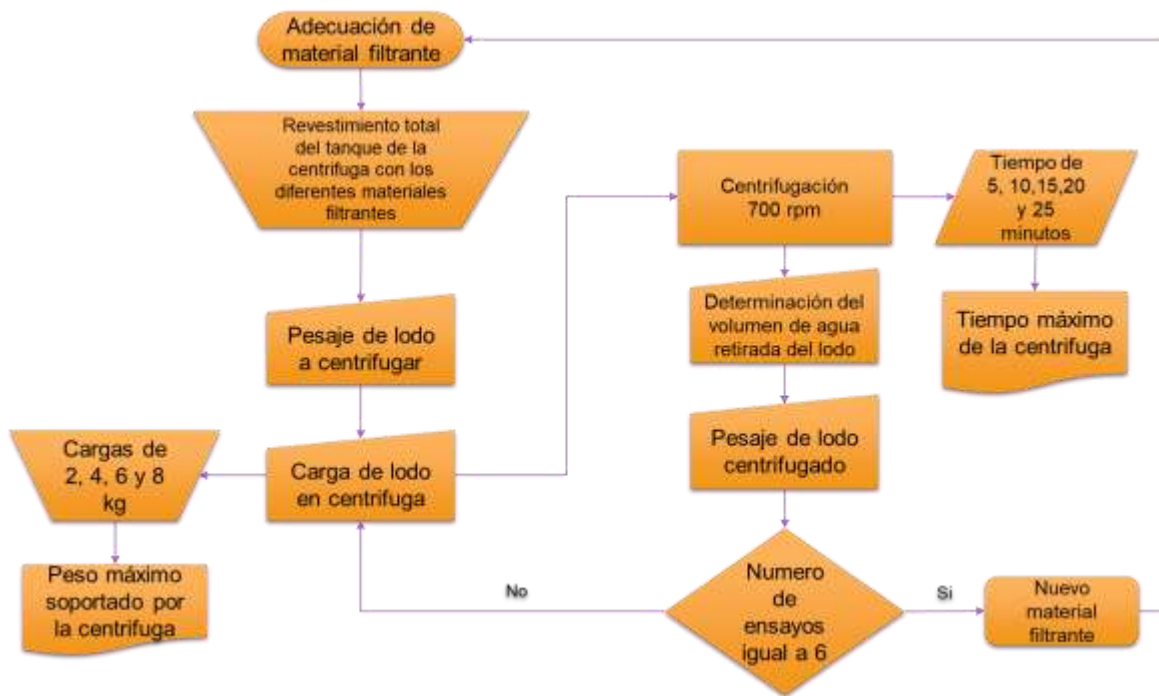 Adecuación de
material filtrante
Revestimiento total
del tanque de la
centrifuga con los
diferentes materiales
filtrantes
Pesaje de lodo
a centrifugar
Carga de lodo
en centrifuga
Cargas de
2, 4, 6 y 8
kg
Peso máximo
soportado por
la centrifuga
Centrifugación
700 rpm
Tiempo de
5, 10,15,20
y 25
minutos
Tiempo máximo
de la centrifuga
Determinación del
volumen de agua
retirada del lodo
Pesaje de lodo
centrifugado
Numero
de
ensayos
igual a 6
No
Si
Nuevo
material
filtrante